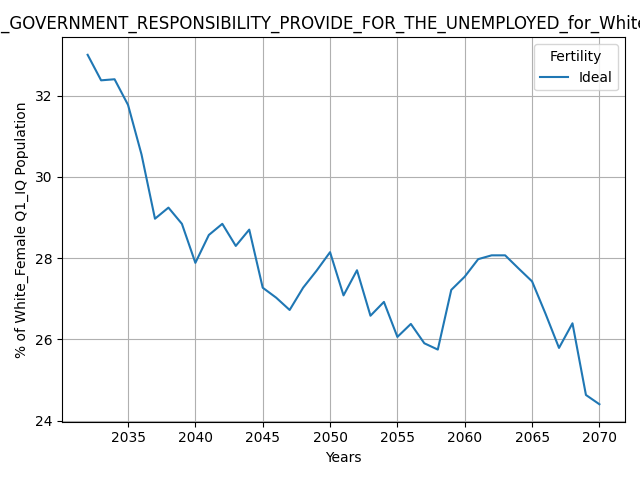 _GOVERNMENT_RESPONSIBILITY_PROVIDE_FOR_THE_UNEMPLOYED_for_White
Fertility
Ideal
% of White_Female Q1_IQ Population
32
30
28
26
24
2035 2040 2045 2050 2055 2060 2065 2070
Years